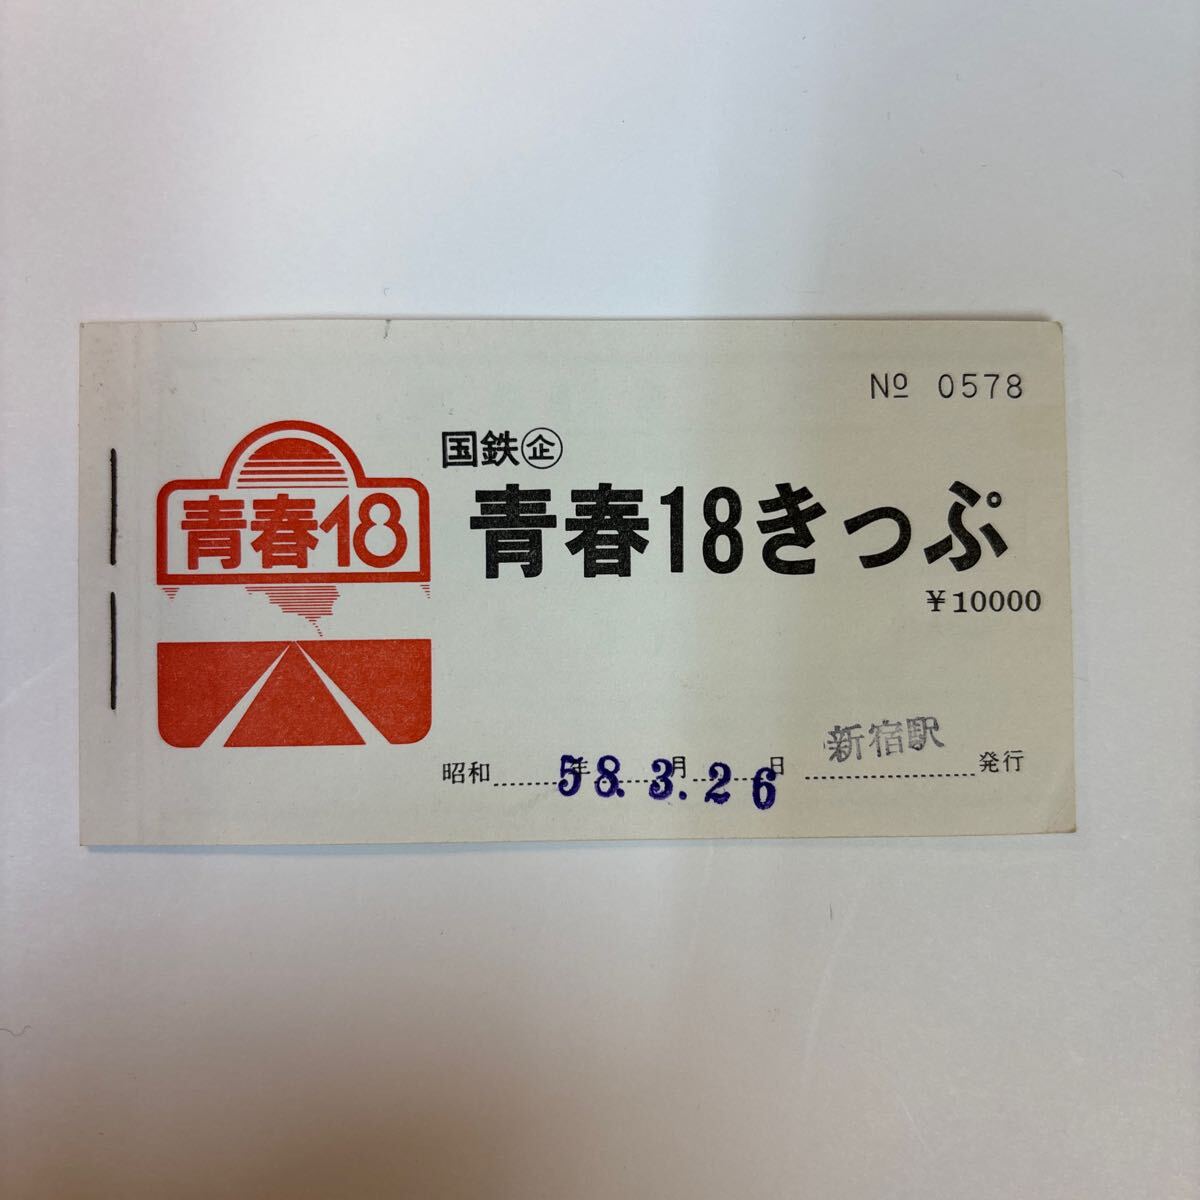 № 0578
国鉄㊭
青春18
青春18きっぷ
¥10000
昭和58年3.月26日 新宿駅 発行